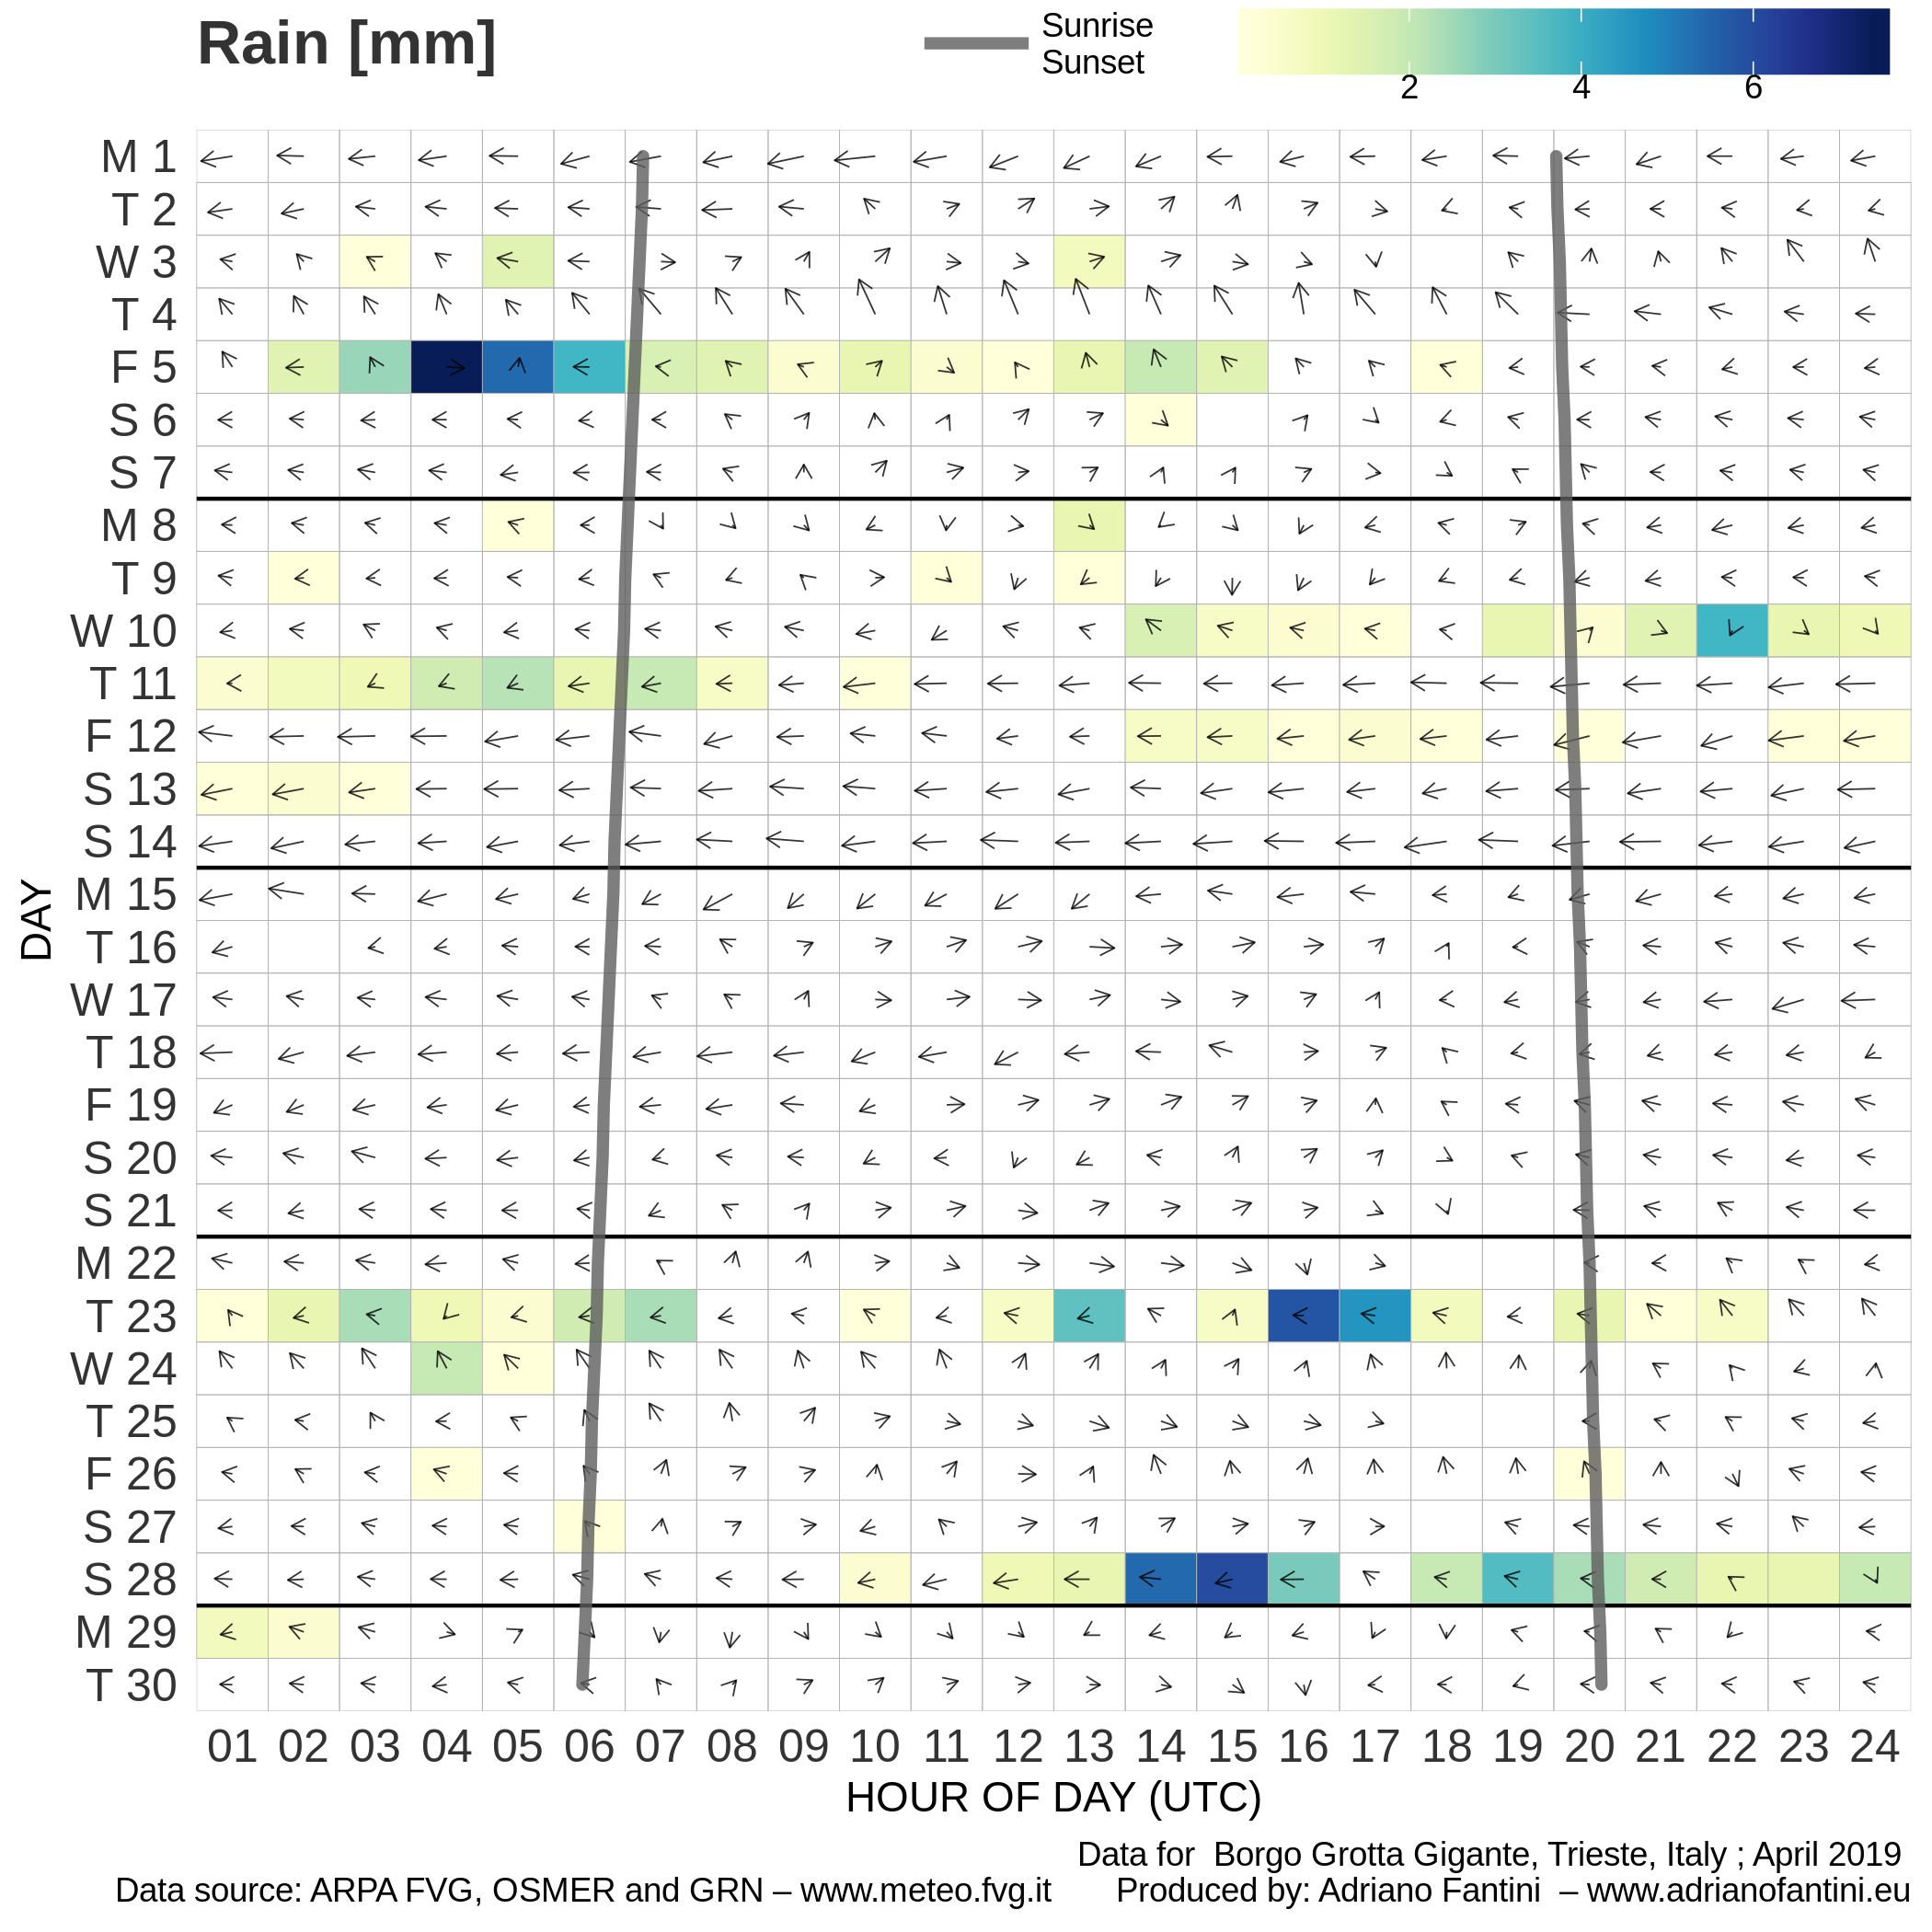 Rain [mm]
Sunrise
Sunset
2 4 6
M 1
T 2
W 3
T 4
F 5
S 6
S 7
M 8
T 9
W 10
T 11
F 12
S 13
S 14
M 15
T 16
W 17
T 18
F 19
S 20
S 21
M 22
T 23
W 24
T 25
F 26
S 27
S 28
M 29
T 30
DAY
01 02 03 04 05 06 07 08 09 10 11 12 13 14 15 16 17 18 19 20 21 22 23 24
HOUR OF DAY (UTC)
Data for  Borgo Grotta Gigante, Trieste, Italy ; April 2019
Data source: ARPA FVG, OSMER and GRN – www.meteo.fvg.it Produced by: Adriano Fantini  – www.adrianofantini.eu